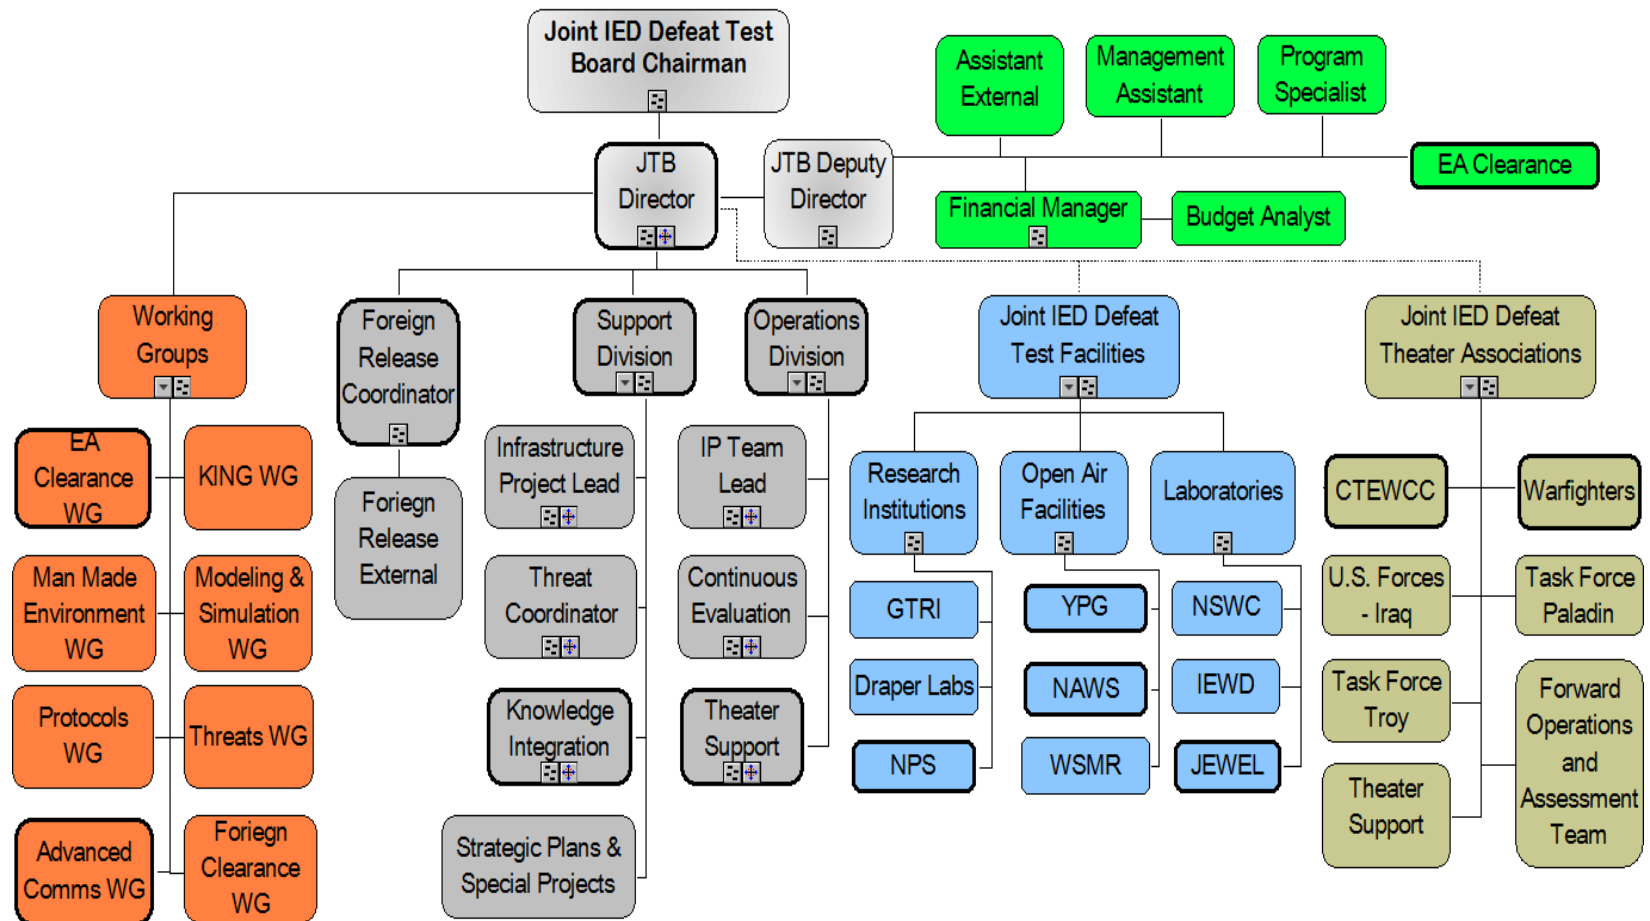 Joint IED Defeat Test
Board Chairman
Assistant
External
Management
Assistant
Program
Specialist
JTB
Director
JTB Deputy
Director
EA Clearance
Financial Manager
Budget Analyst
Working
Groups
Foreign
Release
Coordinator
Support
Division
Operations
Division
Joint IED Defeat
Test Facilities
Joint IED Defeat
Theater Associations
EA
Clearance
WG
KING WG
Man Made
Environment
WG
Modeling &
Simulation
WG
Protocols
WG
Threats WG
Advanced
Comms WG
Foriegn
Clearance
WG
Foriegn
Release
External
Infrastructure
Project Lead
Threat
Coordinator
Knowledge
Integration
Strategic Plans &
Special Projects
IP Team
Lead
Continuous
Evaluation
Theater
Support
Research
Institutions
Open Air
Facilities
Laboratories
GTRI
Draper Labs
NPS
YPG
NAWS
WSMR
NSWC
IEWD
JEWEL
CTEWCC
Warfighters
U.S. Forces
- Iraq
Task Force
Paladin
Task Force
Troy
Theater
Support
Forward
Operations
and
Assessment
Team